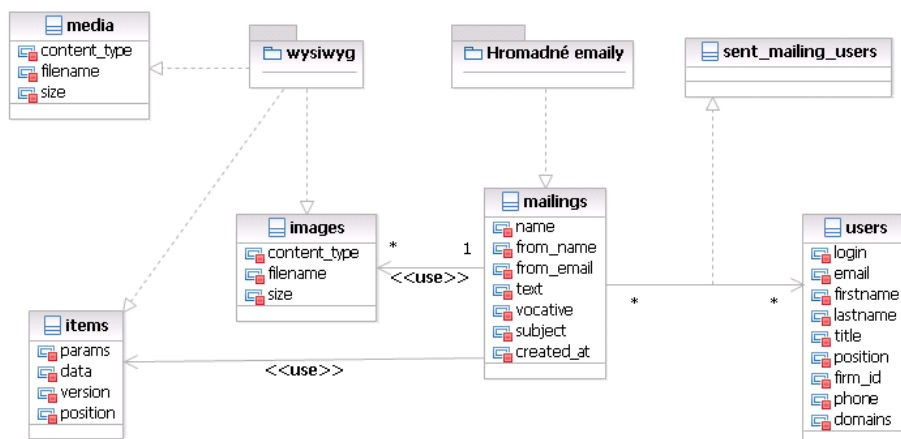 media
content_type
filename
size
wysiwyg
Hromadné emaily
sent_mailing_users
images
content_type
filename
size
* 1
<<use>>
mailings
name
from_name
from_email
text
vocative
subject
created_at
* *
users
login
email
firstname
lastname
title
position
firm_id
phone
domains
items
params
data
version
position
<<use>>